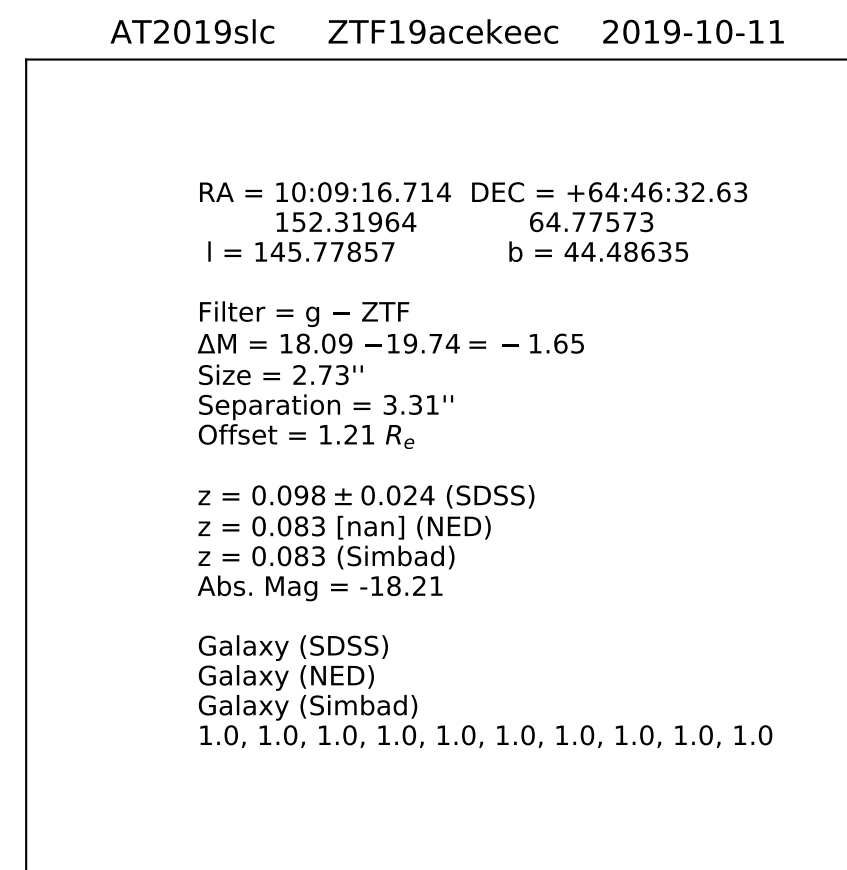 AT2019slc ZTF19acekeec 2019-10-11
RA = 10:09:16.714 DEC = +64:46:32.63
152.31964 64.77573
l = 145.77857 b = 44.48635
Filter = g − ZTF
ΔM = 18.09 −19.74 = − 1.65
Size = 2.73''
Separation = 3.31''
Offset = 1.21 Rₑ
z = 0.098 ± 0.024 (SDSS)
z = 0.083 [nan] (NED)
z = 0.083 (Simbad)
Abs. Mag = -18.21
Galaxy (SDSS)
Galaxy (NED)
Galaxy (Simbad)
1.0, 1.0, 1.0, 1.0, 1.0, 1.0, 1.0, 1.0, 1.0, 1.0